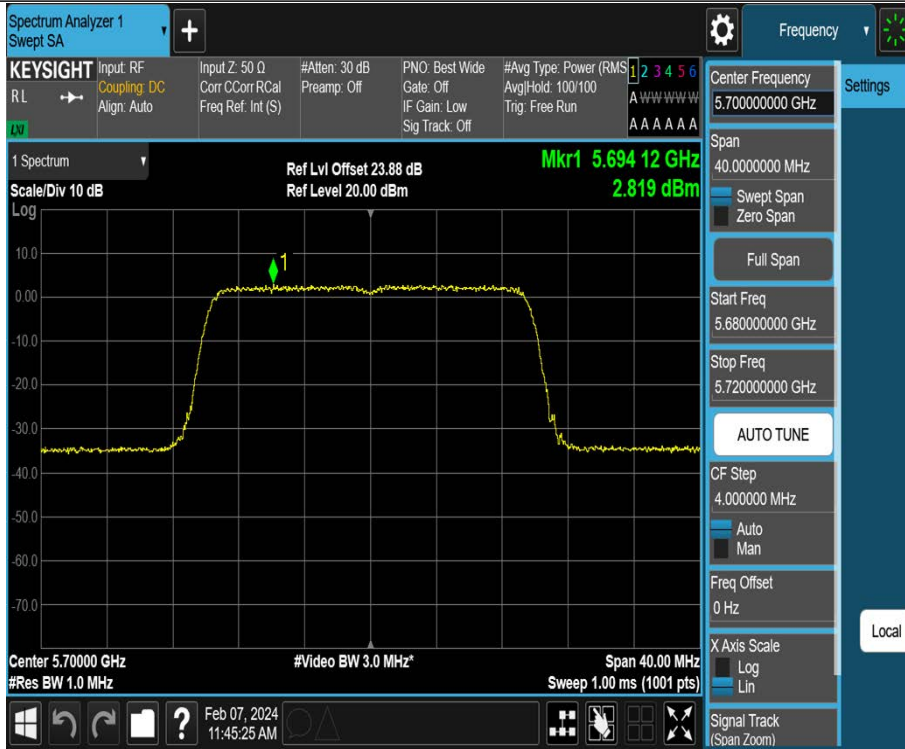 Spectrum Analyzer 1
Swept SA
+
Frequency
KEYSIGHT
RL
LXI
Input: RF
Coupling: DC
Align: Auto
Input Z: 50 Ω
Corr CCorr RCal
Freq Ref: Int (S)
#Atten: 30 dB
Preamp: Off
PNO: Best Wide
Gate: Off
IF Gain: Low
Sig Track: Off
#Avg Type: Power (RMS
Avg|Hold: 100/100
Trig: Free Run
1 2 3 4 5 6
A W W W W W
A A A A A A
Center Frequency
5.700000000 GHz
Settings
1 Spectrum
Scale/Div 10 dB
Log
Ref Lvl Offset 23.88 dB
Ref Level 20.00 dBm
Mkr1 5.694 12 GHz
2.819 dBm
Span
40.0000000 MHz
Swept Span
Zero Span
Full Span
Start Freq
5.680000000 GHz
Stop Freq
5.720000000 GHz
AUTO TUNE
CF Step
4.000000 MHz
Auto
Man
Freq Offset
0 Hz
X Axis Scale
Log
Lin
Signal Track
(Span Zoom)
Local
10.0
1
0.00
-10.0
-20.0
-30.0
-40.0
-50.0
-60.0
-70.0
Center 5.70000 GHz
#Res BW 1.0 MHz
#Video BW 3.0 MHz*
Span 40.00 MHz
Sweep 1.00 ms (1001 pts)
?
Feb 07, 2024
11:45:25 AM